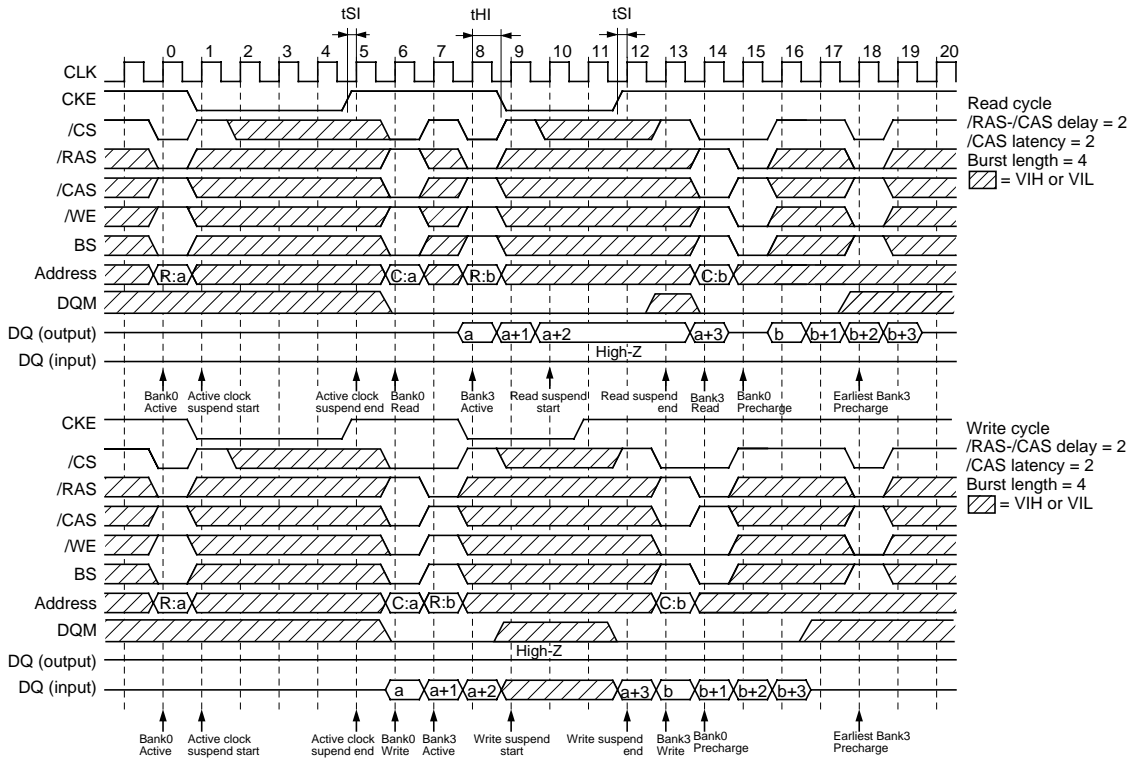 tSI tHI tSI
0 1 2 3 4 5 6 7 8 9 10 11 12 13 14 15 16 17 18 19 20
CLK
CKE
/CS
/RAS
/CAS
/WE
BS
Address R:a C:a R:b C:b
DQM
DQ (output) a a+1 a+2 a+3 b b+1 b+2 b+3
High-Z
DQ (input)
Bank0 Active
Active clock suspend start
Active clock suspend end
Bank0 Read
Bank3 Active
Read suspend start
Read suspend end
Bank3 Read
Bank0 Precharge
Earliest Bank3 Precharge
Read cycle
/RAS-/CAS delay = 2
/CAS latency = 2
Burst length = 4
= VIH or VIL
CKE
/CS
/RAS
/CAS
/WE
BS
Address R:a C:a R:b C:b
DQM
High-Z
DQ (output)
DQ (input) a a+1 a+2 a+3 b b+1 b+2 b+3
Bank0 Active
Active clock suspend start
Active clock supend end
Bank0 Write
Bank3 Active
Write suspend start
Write suspend end
Bank3 Write
Bank0 Precharge
Earliest Bank3 Precharge
Write cycle
/RAS-/CAS delay = 2
/CAS latency = 2
Burst length = 4
= VIH or VIL